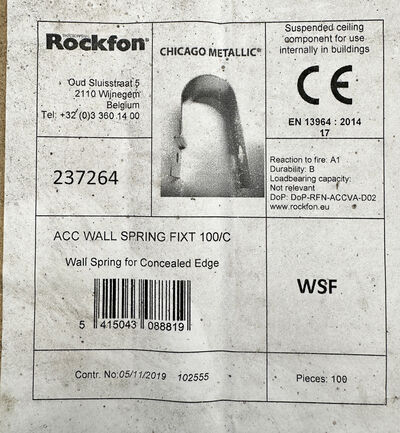 Rockfon®
Oud Sluisstraat 5
2110 Wijnegem
Belgium
Tel: +32 (0)3 360 14 00
CHICAGO METALLIC®
Suspended ceiling
component for use
internally in buildings
CE
EN 13964 : 2014
17
237264
Reaction to fire: A1
Durability: B
Loadbearing capacity:
Not relevant
DoP: DoP-RFN-ACCVA-D02
www.rockfon.eu
ACC WALL SPRING FIXT 100/C
Wall Spring for Concealed Edge
5 415043 088819
WSF
Contr. No: 05/11/2019 102555
Pieces: 100